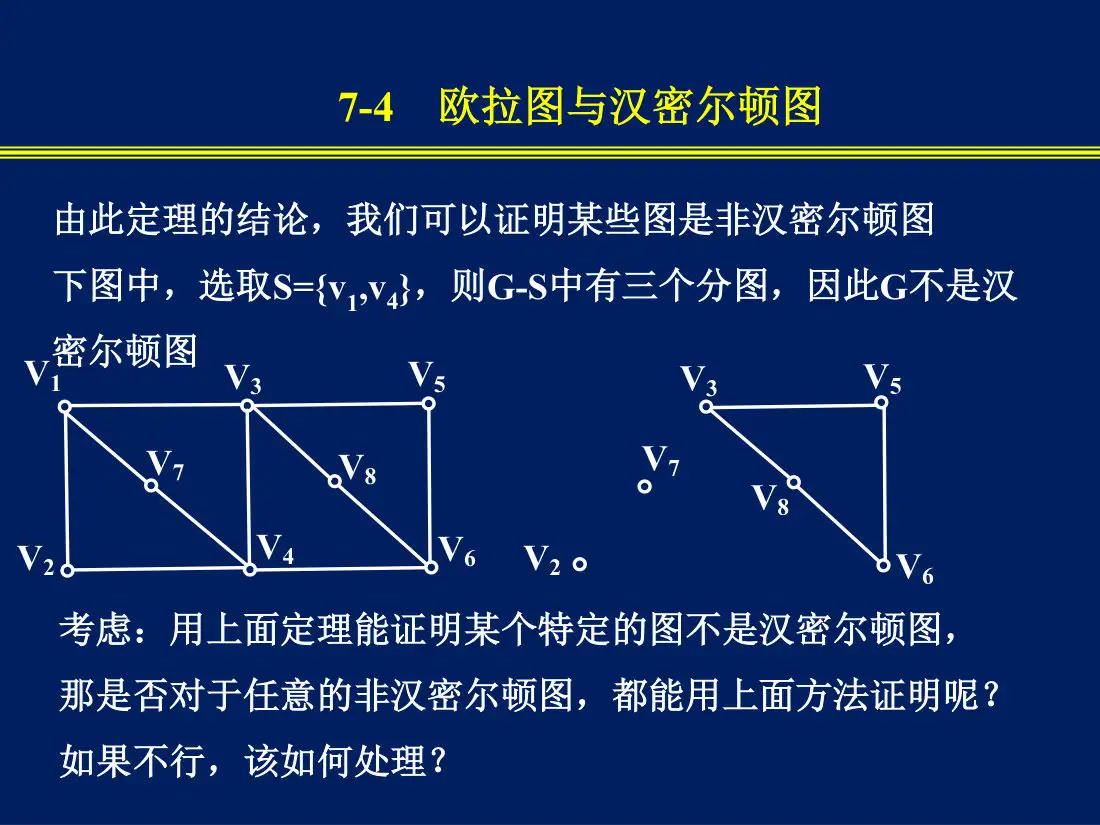 7-4 欧拉图与汉密尔顿图
由此定理的结论，我们可以证明某些图是非汉密尔顿图
下图中，选取S={v1,v4}，则G-S中有三个分图，因此G不是汉
密尔顿图
V1 V3 V5 V3 V5
V7 V8 V7 V8
V2 V4 V6 V2 V6
考虑：用上面定理能证明某个特定的图不是汉密尔顿图，
那是否对于任意的非汉密尔顿图，都能用上面方法证明呢？
如果不行，该如何处理？